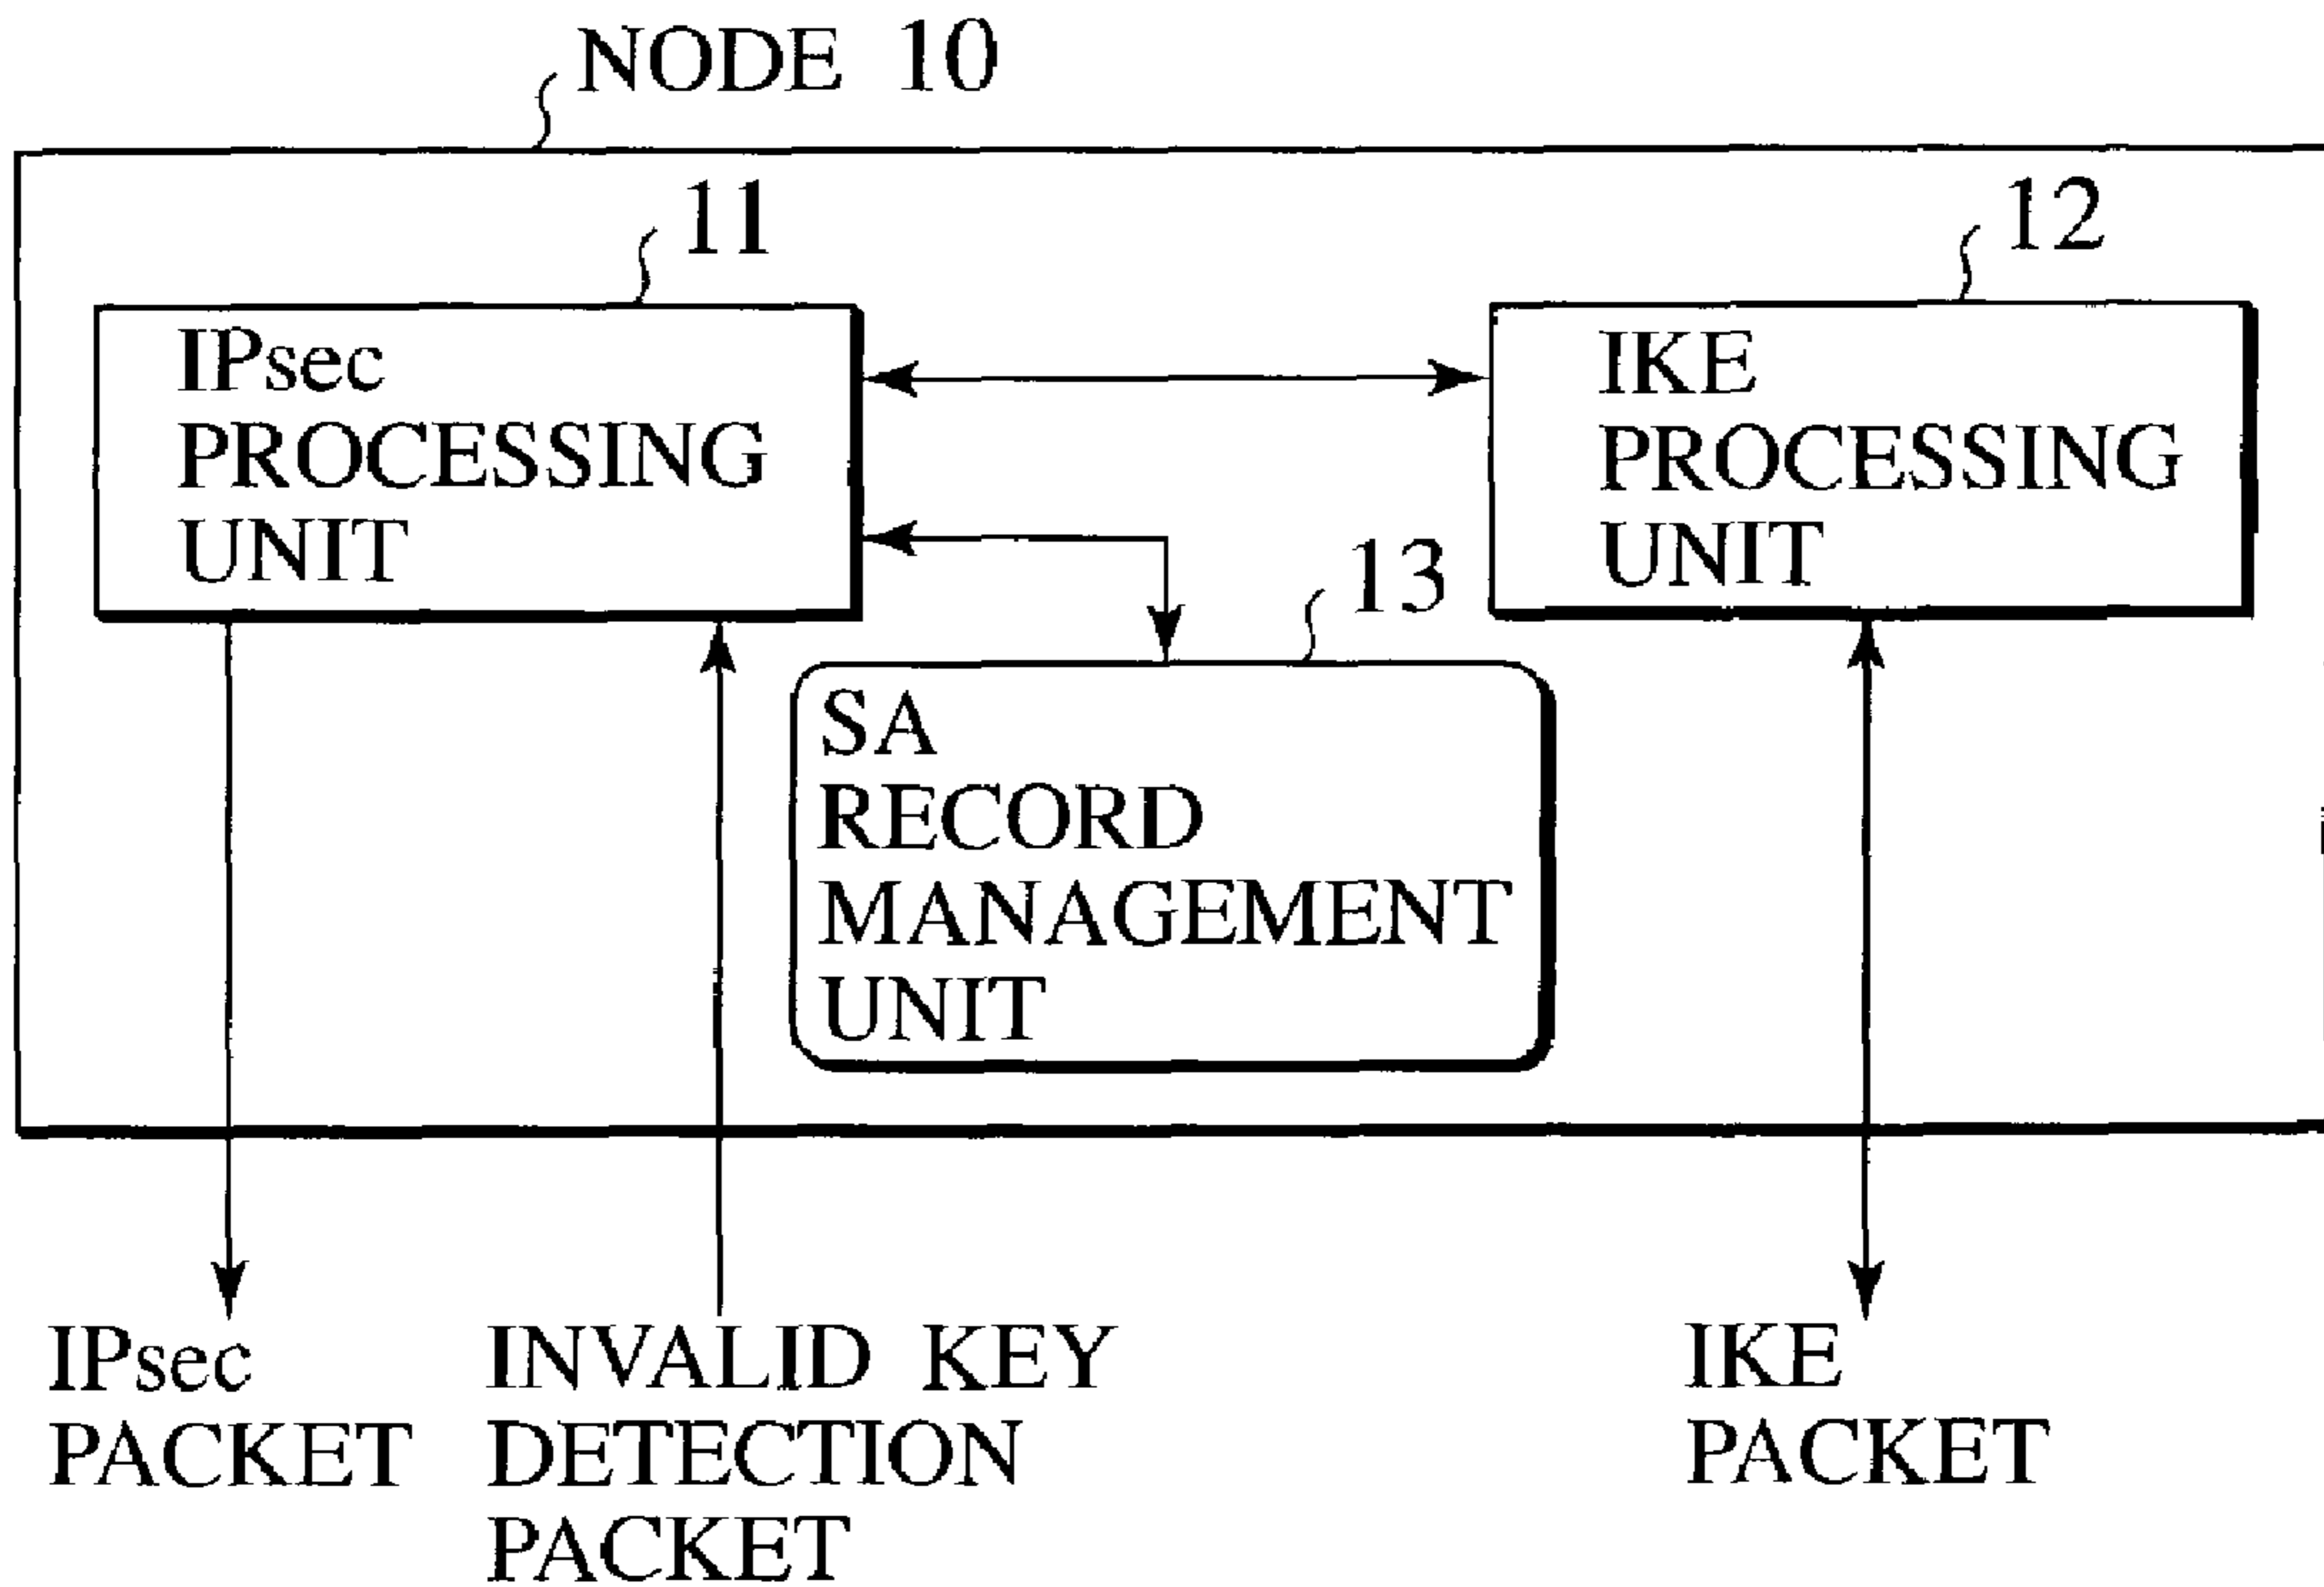 NODE 10
11
12
IPsec
PROCESSING
UNIT
IKE
PROCESSING
UNIT
13
SA
RECORD
MANAGEMENT
UNIT
IPsec
PACKET
INVALID KEY
DETECTION
PACKET
IKE
PACKET